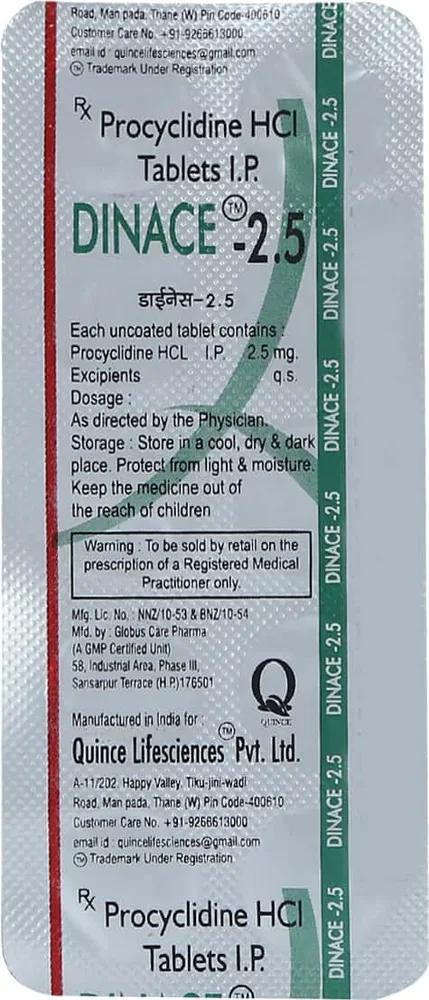 Road, Man pada, Thane (W) Pin Code-400610
Customer Care No. +91-9266613000
email id : quincelifesciences@gmail.com
TM Trademark Under Registration
Rx Procyclidine HCl
Tablets I.P.
DINACE TM -2.5
डाईनेस-2.5
Each uncoated tablet contains :
Procyclidine HCL I.P. 2.5 mg.
Excipients q.s.
Dosage :
As directed by the Physician.
Storage : Store in a cool, dry & dark
place. Protect from light & moisture.
Keep the medicine out of
the reach of children
Warning : To be sold by retail on the
prescription of a Registered Medical
Practitioner only.
Mfg. Lic. No. : NNZ/10-53 & BNZ/10-54
Mfd. by : Globus Care Pharma
(A GMP Certified Unit)
58, Industrial Area, Phase III,
Sansarpur Terrace (H.P.)176501
Q
QUINCE
Manufactured in India for :
Quince Lifesciences TM Pvt. Ltd.
A-11/202, Happy Valley, Tiku-jini-wadi
Road, Man pada, Thane (W) Pin Code-400610
Customer Care No. +91-9266613000
email id : quincelifesciences@gmail.com
TM Trademark Under Registration
Rx Procyclidine HCl
Tablets I.P.
DINACE
DINACE -2.5
DINACE -2.5
DINACE -2.5
DINACE -2.5
DINACE -2.5
DINACE -2.5
DINACE -2.5